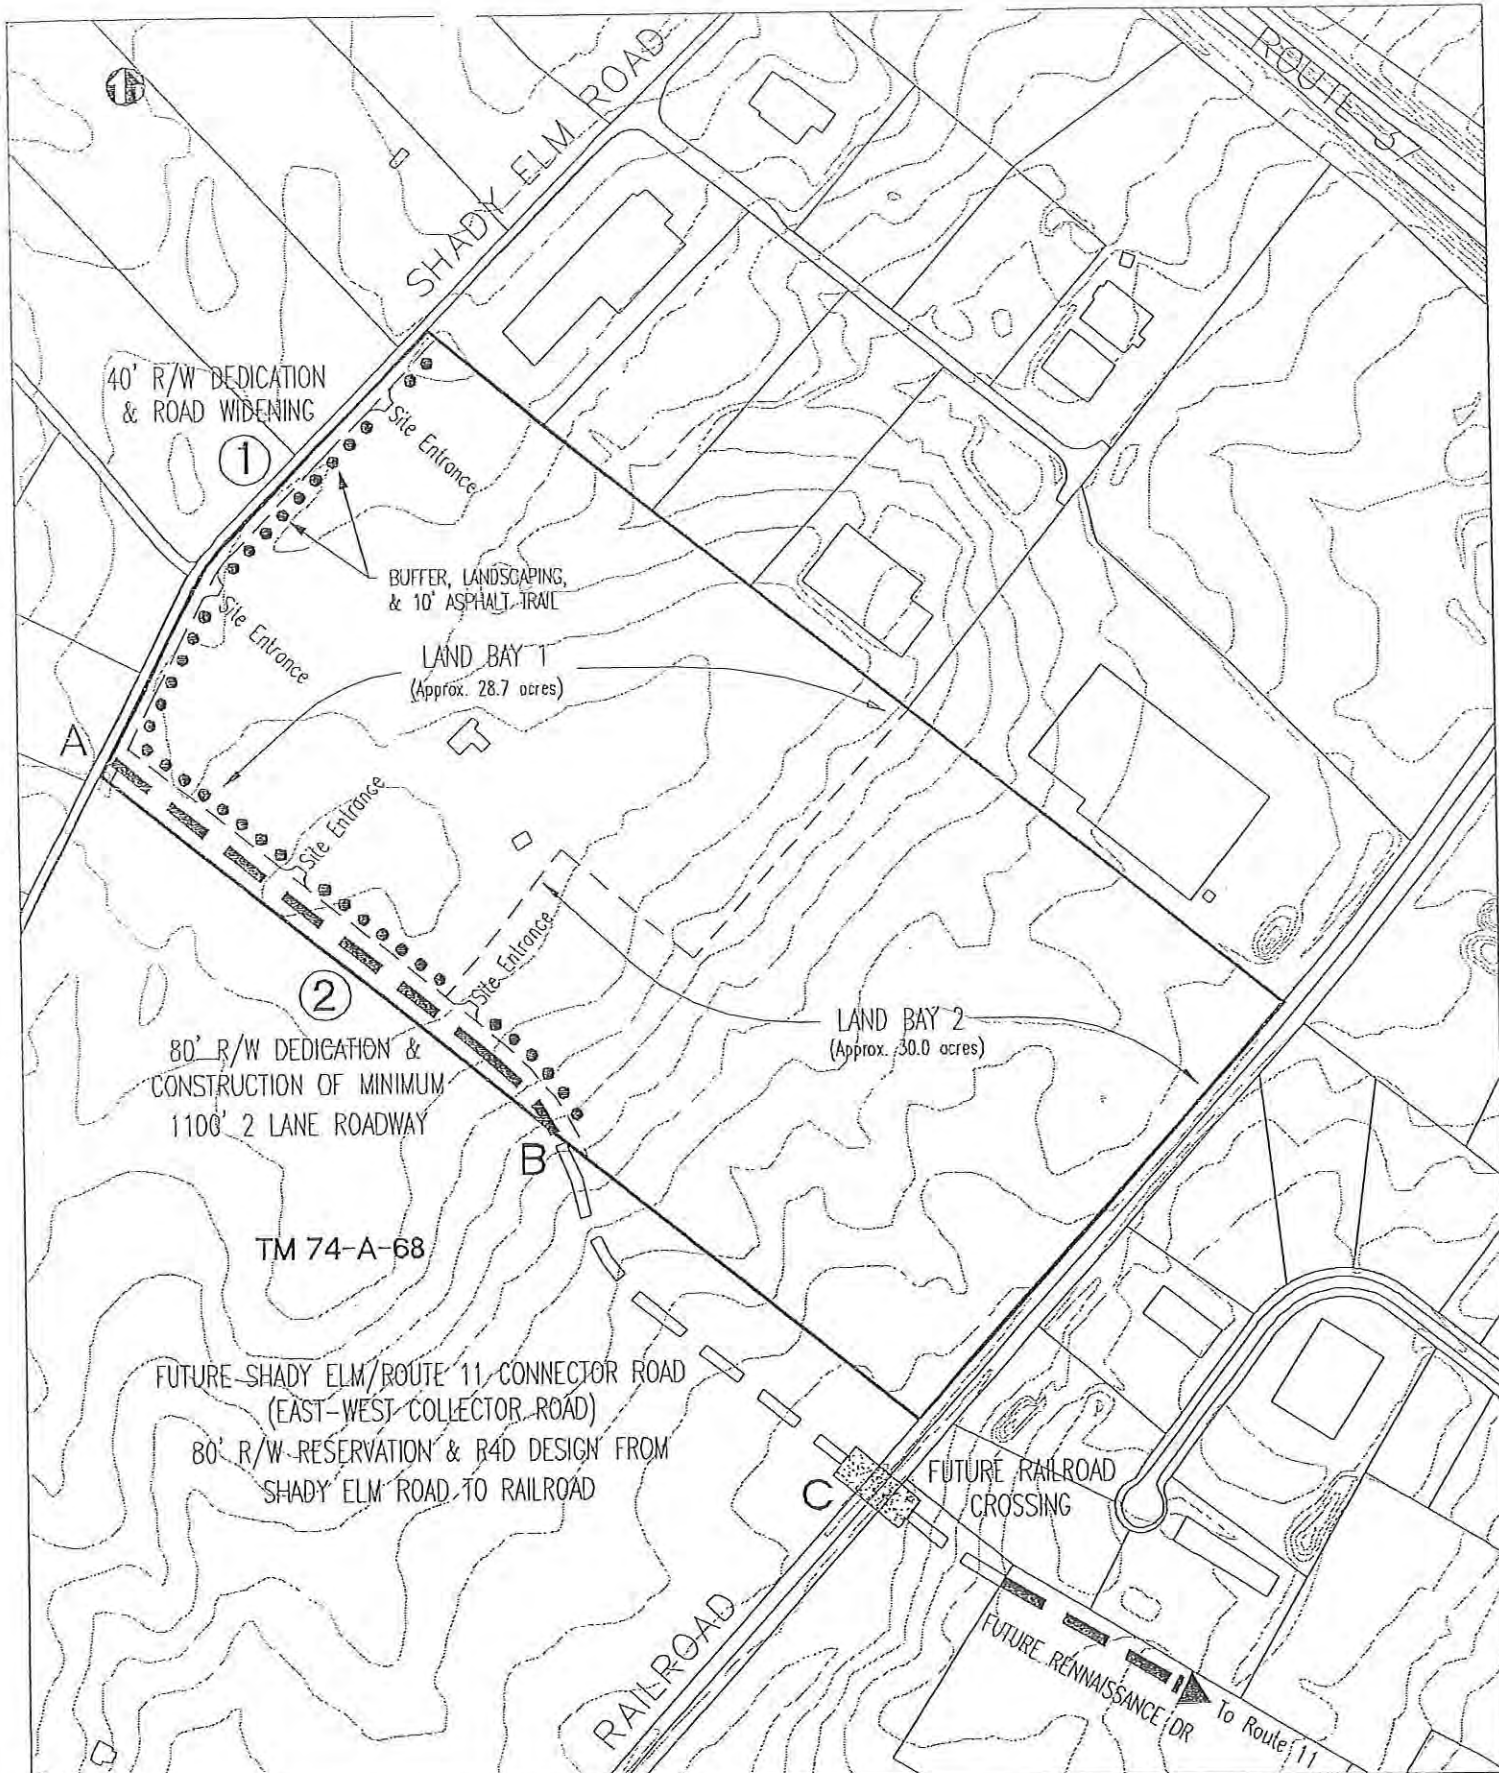 SHADY ELM ROAD
ROUTE 37
40' R/W DEDICATION
& ROAD WIDENING
1
Site Entrance
BUFFER, LANDSCAPING,
& 10' ASPHALT TRAIL
Site Entrance
LAND BAY 1
(Approx. 28.7 acres)
A
Site Entrance
Site Entrance
2
80' R/W DEDICATION &
CONSTRUCTION OF MINIMUM
1100' 2 LANE ROADWAY
LAND BAY 2
(Approx. 30.0 acres)
B
TM 74-A-68
FUTURE SHADY ELM/ROUTE 11 CONNECTOR ROAD
(EAST-WEST COLLECTOR ROAD)
80' R/W RESERVATION & R4D DESIGN FROM
SHADY ELM ROAD TO RAILROAD
C
FUTURE RAILROAD
CROSSING
RAILROAD
FUTURE RENNAISSANCE DR
To Route 11